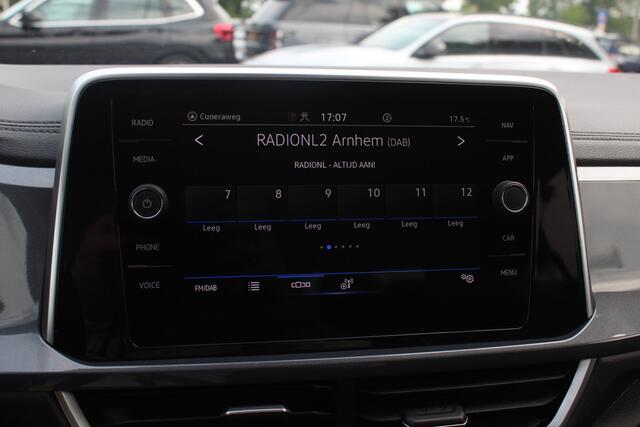 RADIO
MEDIA
PHONE
VOICE
Cuneraweg 17:07 2 17.5°C
< RADIONL2 Arnhem (DAB) >
RADIONL - ALTIJD AAN!
7 8 9 10 11 12
Leeg Leeg Leeg Leeg Leeg Leeg
FM/DAB
NAV
APP
CAR
MENU